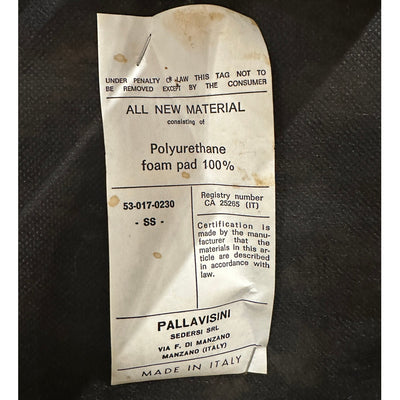 UNDER PENALTY OF LAW THIS TAG NOT TO
BE REMOVED EXCEPT BY THE CONSUMER
ALL NEW MATERIAL
consisting of
Polyurethane
foam pad 100%
53-017-0230
- SS -
Registry number
CA 25265 (IT)
Certification is
made by the manu-
facturer that the
materials in this ar-
ticle are described
in accordance with
law.
PALLAVISINI
SEDERSI SRL
VIA F. DI MANZANO
MANZANO (ITALY)
MADE IN ITALY